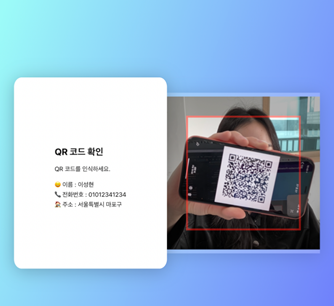 QR 코드 확인
QR 코드를 인식하세요.
😀 이름 : 이상현
📞 전화번호 : 01012341234
🏠 주소 : 서울특별시 마포구